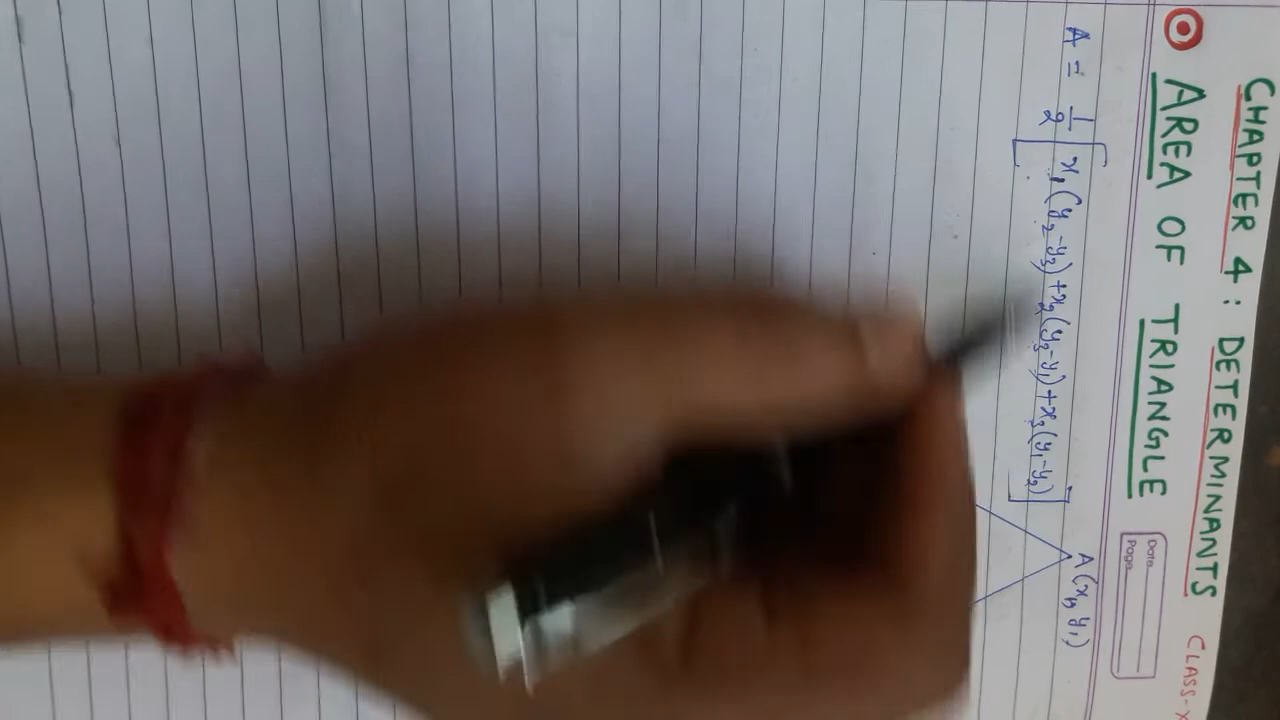 CHAPTER 4 : DETERMINANTS CLASS-X
AREA OF TRIANGLE
Date
Page
A = 1/2 [x₁(y₂-y₃)+x₂(y₃-y₁)+x₃(y₁-y₂)]
A(x₁, y₁)